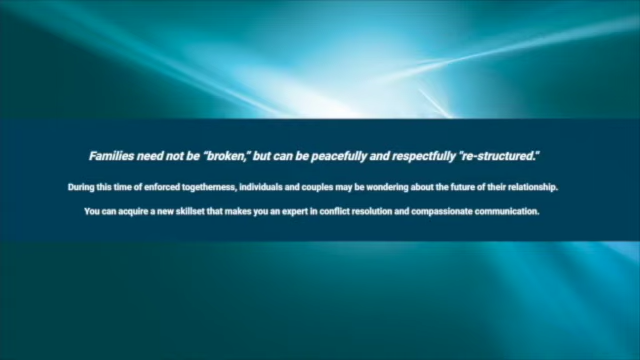 Families need not be “broken,” but can be peacefully and respectfully "re-structured."
During this time of enforced togetherness, individuals and couples may be wondering about the future of their relationship.
You can acquire a new skillset that makes you an expert in conflict resolution and compassionate communication.